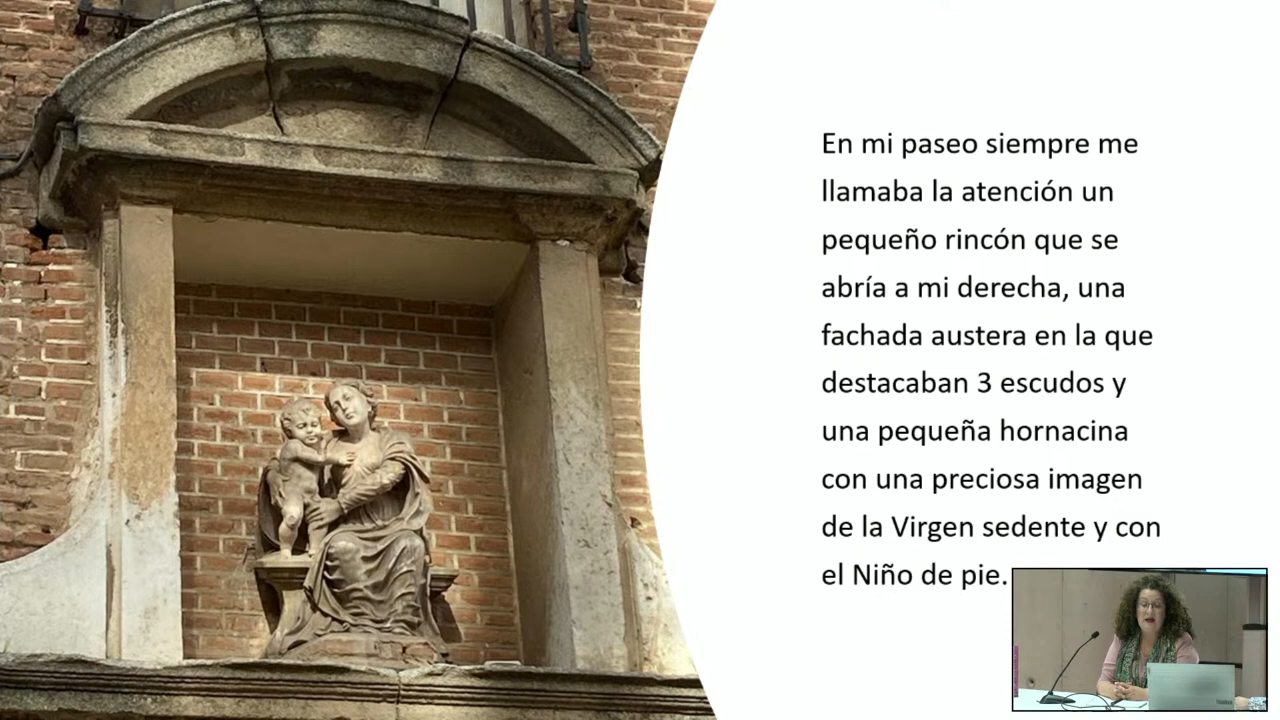 En mi paseo siempre me
llamaba la atención un
pequeño rincón que se
abría a mi derecha, una
fachada austera en la que
destacaban 3 escudos y
una pequeña hornacina
con una preciosa imagen
de la Virgen sedente y con
el Niño de pie.